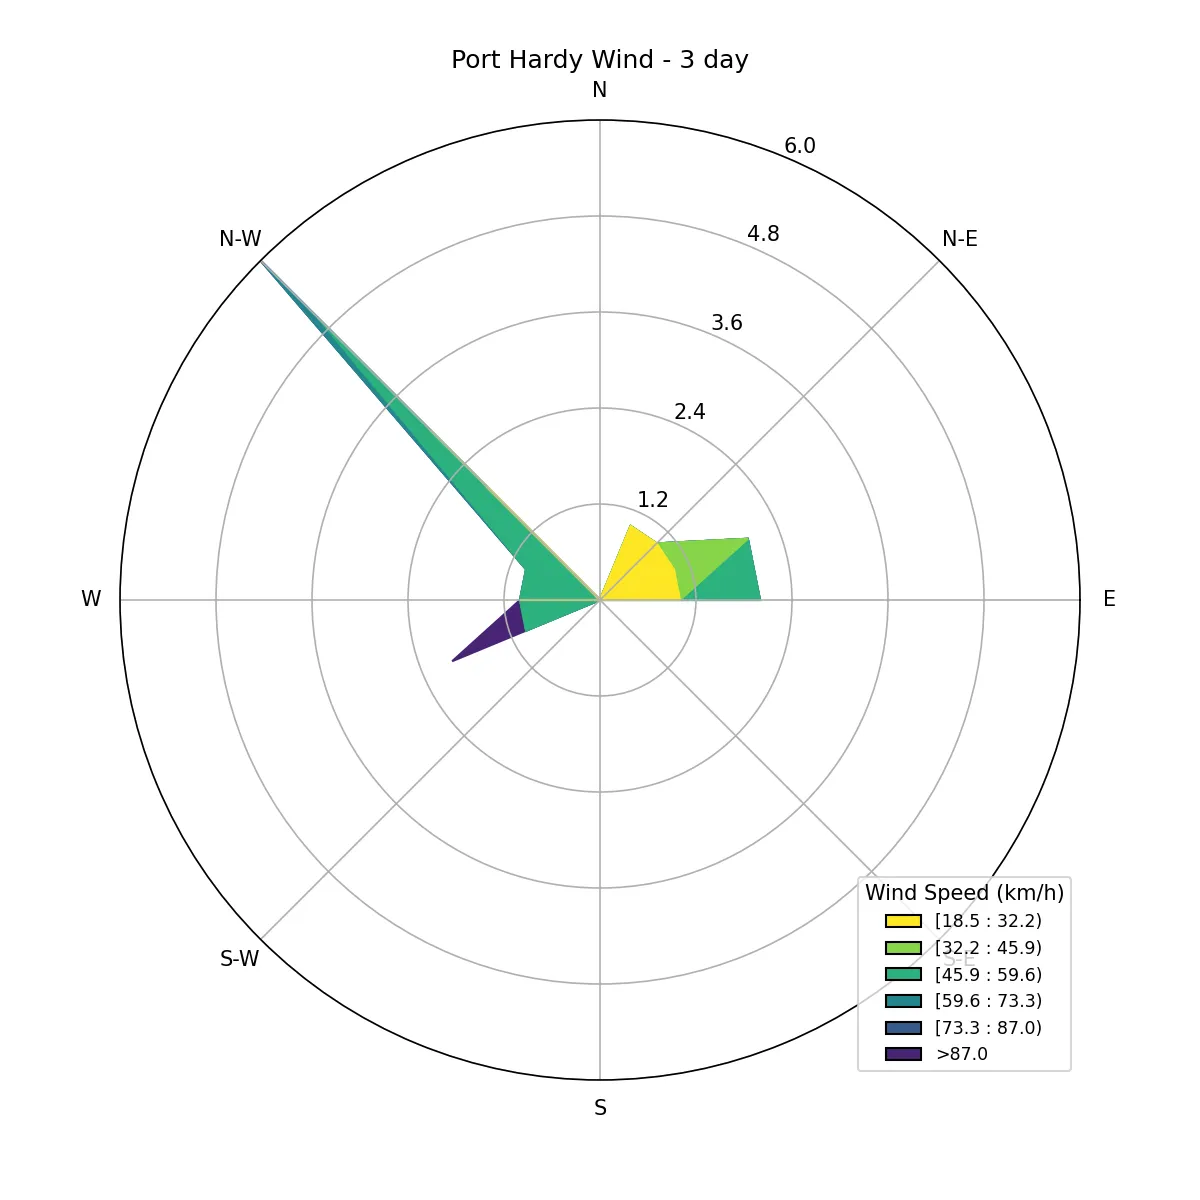 Port Hardy Wind - 3 day
N
6.0
N-W
N-E
4.8
3.6
2.4
1.2
W
E
S-W
S-E
S
Wind Speed (km/h)
[18.5 : 32.2)
[32.2 : 45.9)
[45.9 : 59.6)
[59.6 : 73.3)
[73.3 : 87.0)
>87.0